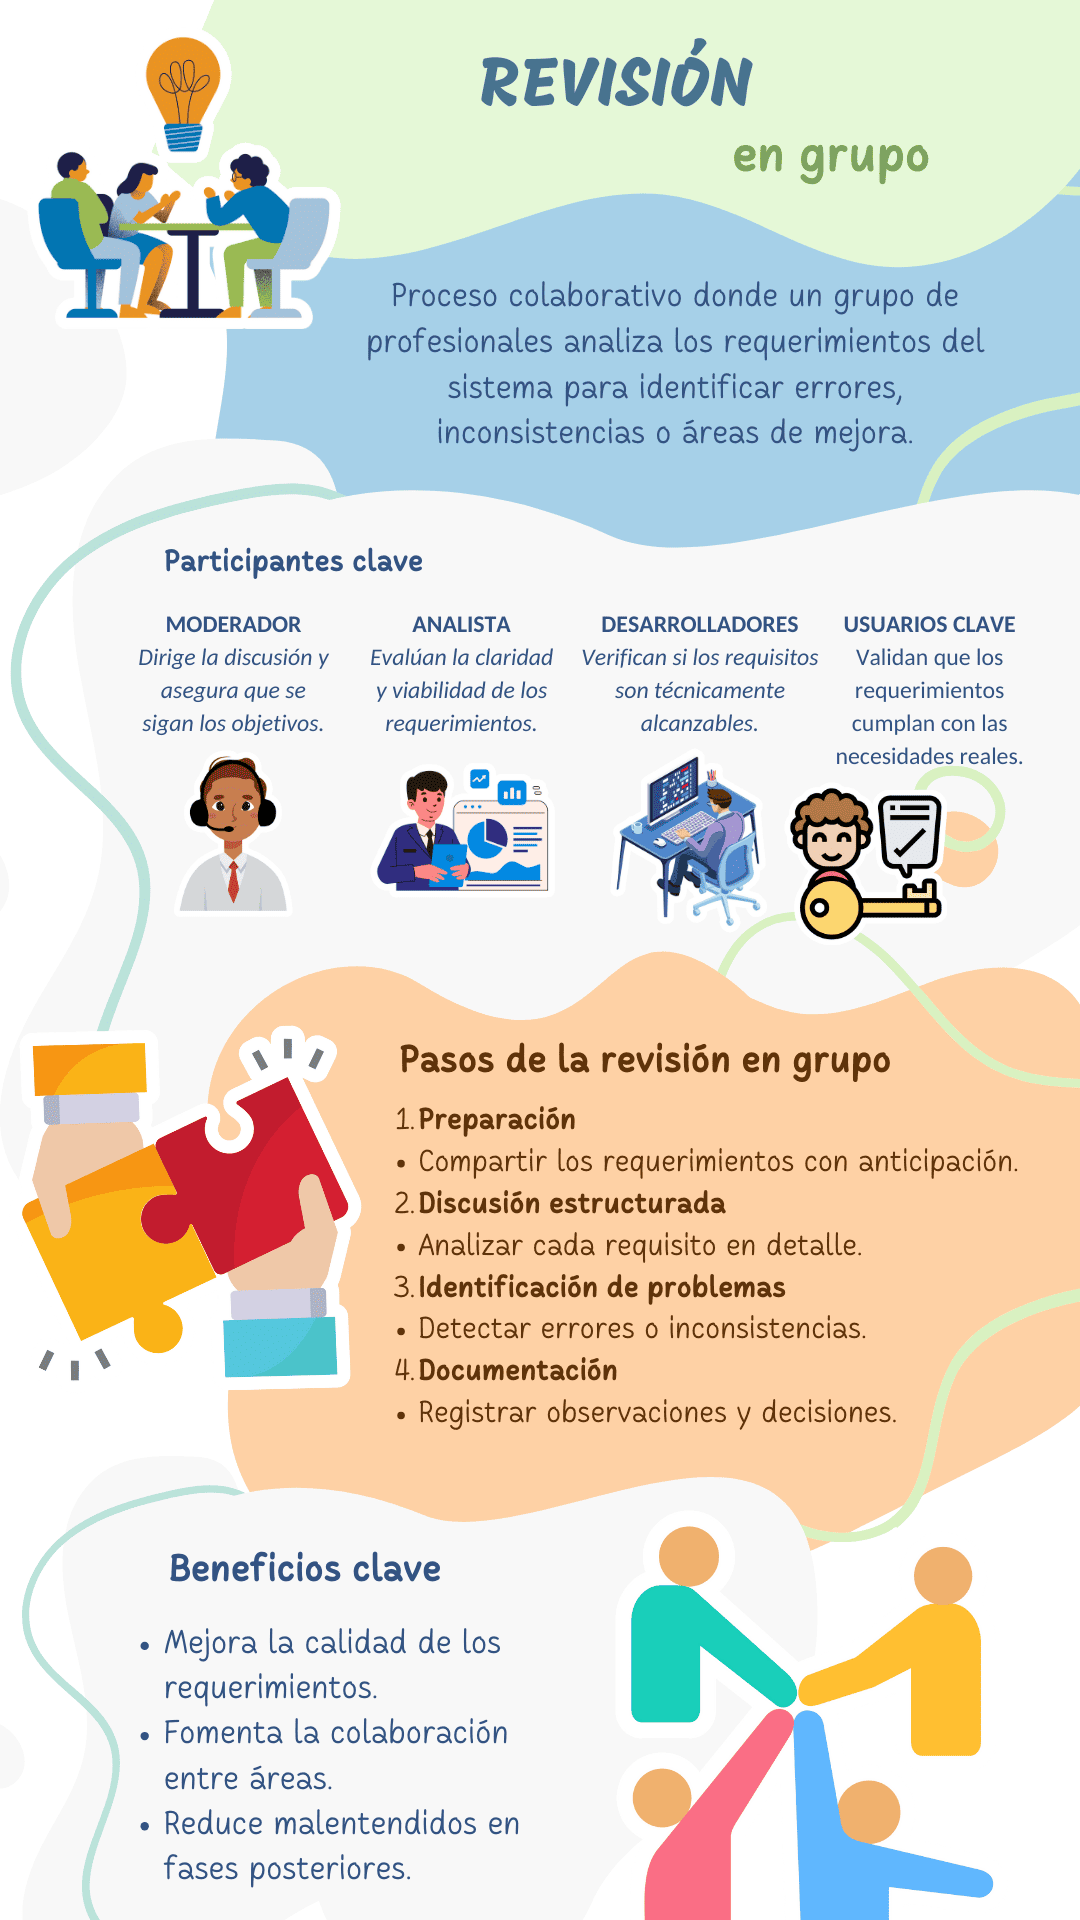 REVISIÓN
en grupo
Proceso colaborativo donde un grupo de
profesionales analiza los requerimientos del
sistema para identificar errores,
inconsistencias o áreas de mejora.
Participantes clave
MODERADOR
Dirige la discusión y
asegura que se
sigan los objetivos.
ANALISTA
Evalúan la claridad
y viabilidad de los
requerimientos.
DESARROLLADORES
Verifican si los requisitos
son técnicamente
alcanzables.
USUARIOS CLAVE
Validan que los
requerimientos
cumplan con las
necesidades reales.
Pasos de la revisión en grupo
1. Preparación
• Compartir los requerimientos con anticipación.
2. Discusión estructurada
• Analizar cada requisito en detalle.
3. Identificación de problemas
• Detectar errores o inconsistencias.
4. Documentación
• Registrar observaciones y decisiones.
Beneficios clave
• Mejora la calidad de los
requerimientos.
• Fomenta la colaboración
entre áreas.
• Reduce malentendidos en
fases posteriores.